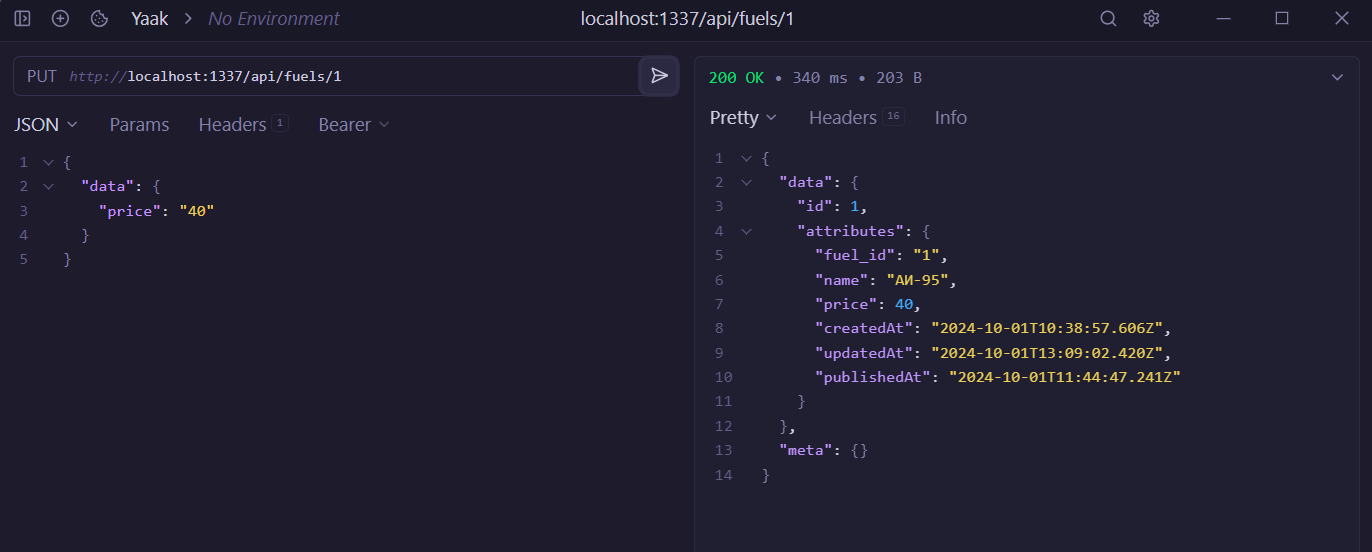 Yaak > No Environment
localhost:1337/api/fuels/1
PUT http://localhost:1337/api/fuels/1
JSON Params Headers 1 Bearer
1 {
2 "data": {
3 "price": "40"
4 }
5 }
200 OK • 340 ms • 203 B
Pretty Headers 16 Info
1 {
2 "data": {
3 "id": 1,
4 "attributes": {
5 "fuel_id": "1",
6 "name": "АИ-95",
7 "price": 40,
8 "createdAt": "2024-10-01T10:38:57.606Z",
9 "updatedAt": "2024-10-01T13:09:02.420Z",
10 "publishedAt": "2024-10-01T11:44:47.241Z"
11 }
12 },
13 "meta": {}
14 }